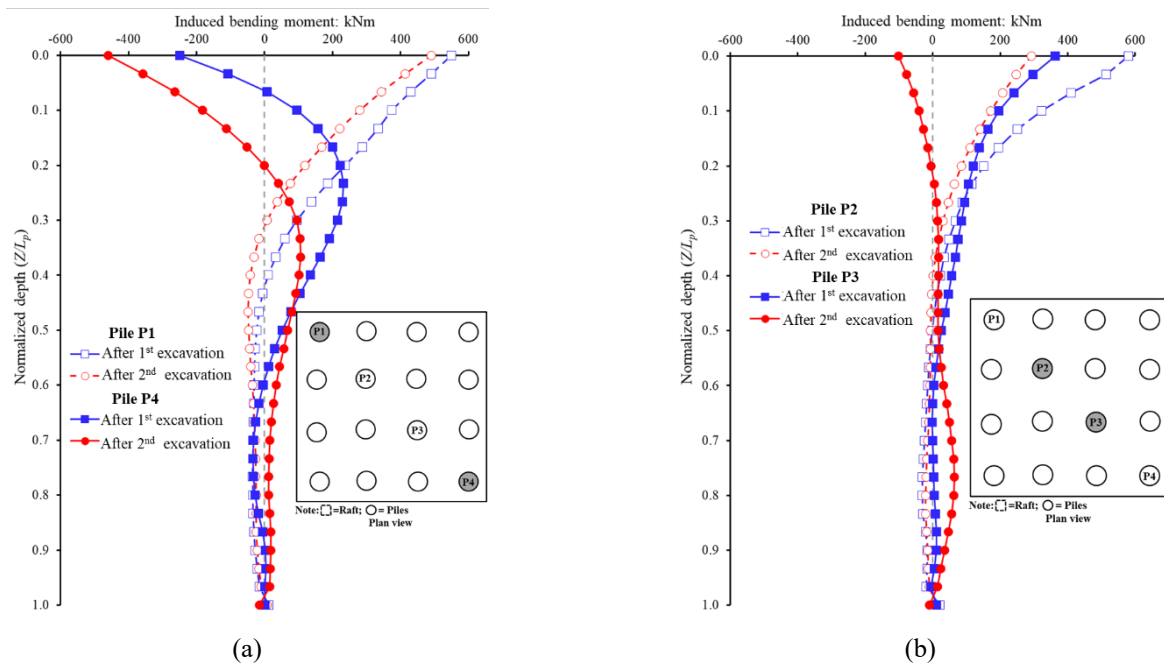 Induced bending moment: kNm
-600 -400 -200 0 200 400 600
0.0
0.1
0.2
0.3
0.4
0.5
0.6
0.7
0.8
0.9
1.0
Normalized depth (Z/Lp)
Pile P1
After 1st excavation
After 2nd excavation
Pile P4
After 1st excavation
After 2nd excavation
P1
P2
P3
P4
Note: =Raft; = Piles
Plan view
(a)
Induced bending moment: kNm
-600 -400 -200 0 200 400 600
0.0
0.1
0.2
0.3
0.4
0.5
0.6
0.7
0.8
0.9
1.0
Normalized depth (Z/Lp)
Pile P2
After 1st excavation
After 2nd excavation
Pile P3
After 1st excavation
After 2nd excavation
P1
P2
P3
P4
Note: =Raft; = Piles
Plan view
(b)